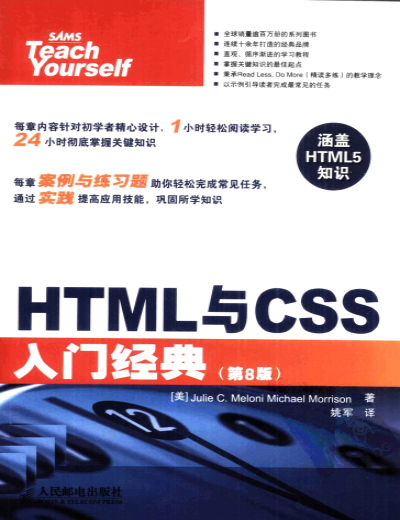 SAMS
Teach
Yourself
■ 全球销量逾百万册的系列图书
■ 连续十余年打造的经典品牌
■ 直观、循序渐进的学习教程
■ 掌握关键知识的最佳起点
■ 秉承Read Less, Do More（精读多练）的教学理念
■ 以示例引导读者完成最常见的任务
每章内容针对初学者精心设计，1小时轻松阅读学习，
24小时彻底掌握关键知识
每章案例与练习题助你轻松完成常见任务，
通过实践提高应用技能，巩固所学知识
涵盖
HTML5
知识
HTML与CSS
入门经典（第8版）
[美] Julie C. Meloni Michael Morrison 著
姚军 译
12
人民邮电出版社
POSTS & TELECOM PRESS